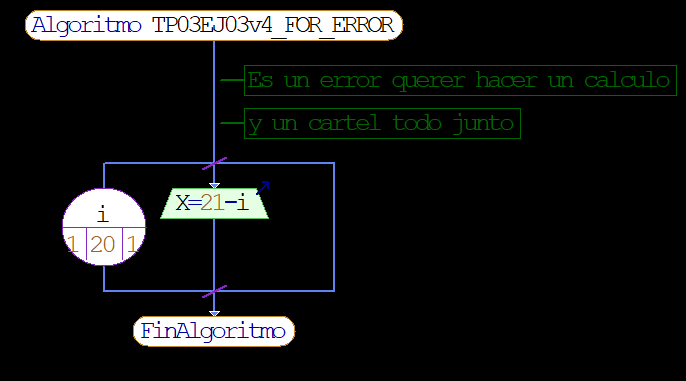 Algoritmo TP03EJ03v4_FOR_ERROR
Es un error querer hacer un calculo
y un cartel todo junto
X=21-i
i
1 20 1
FinAlgoritmo